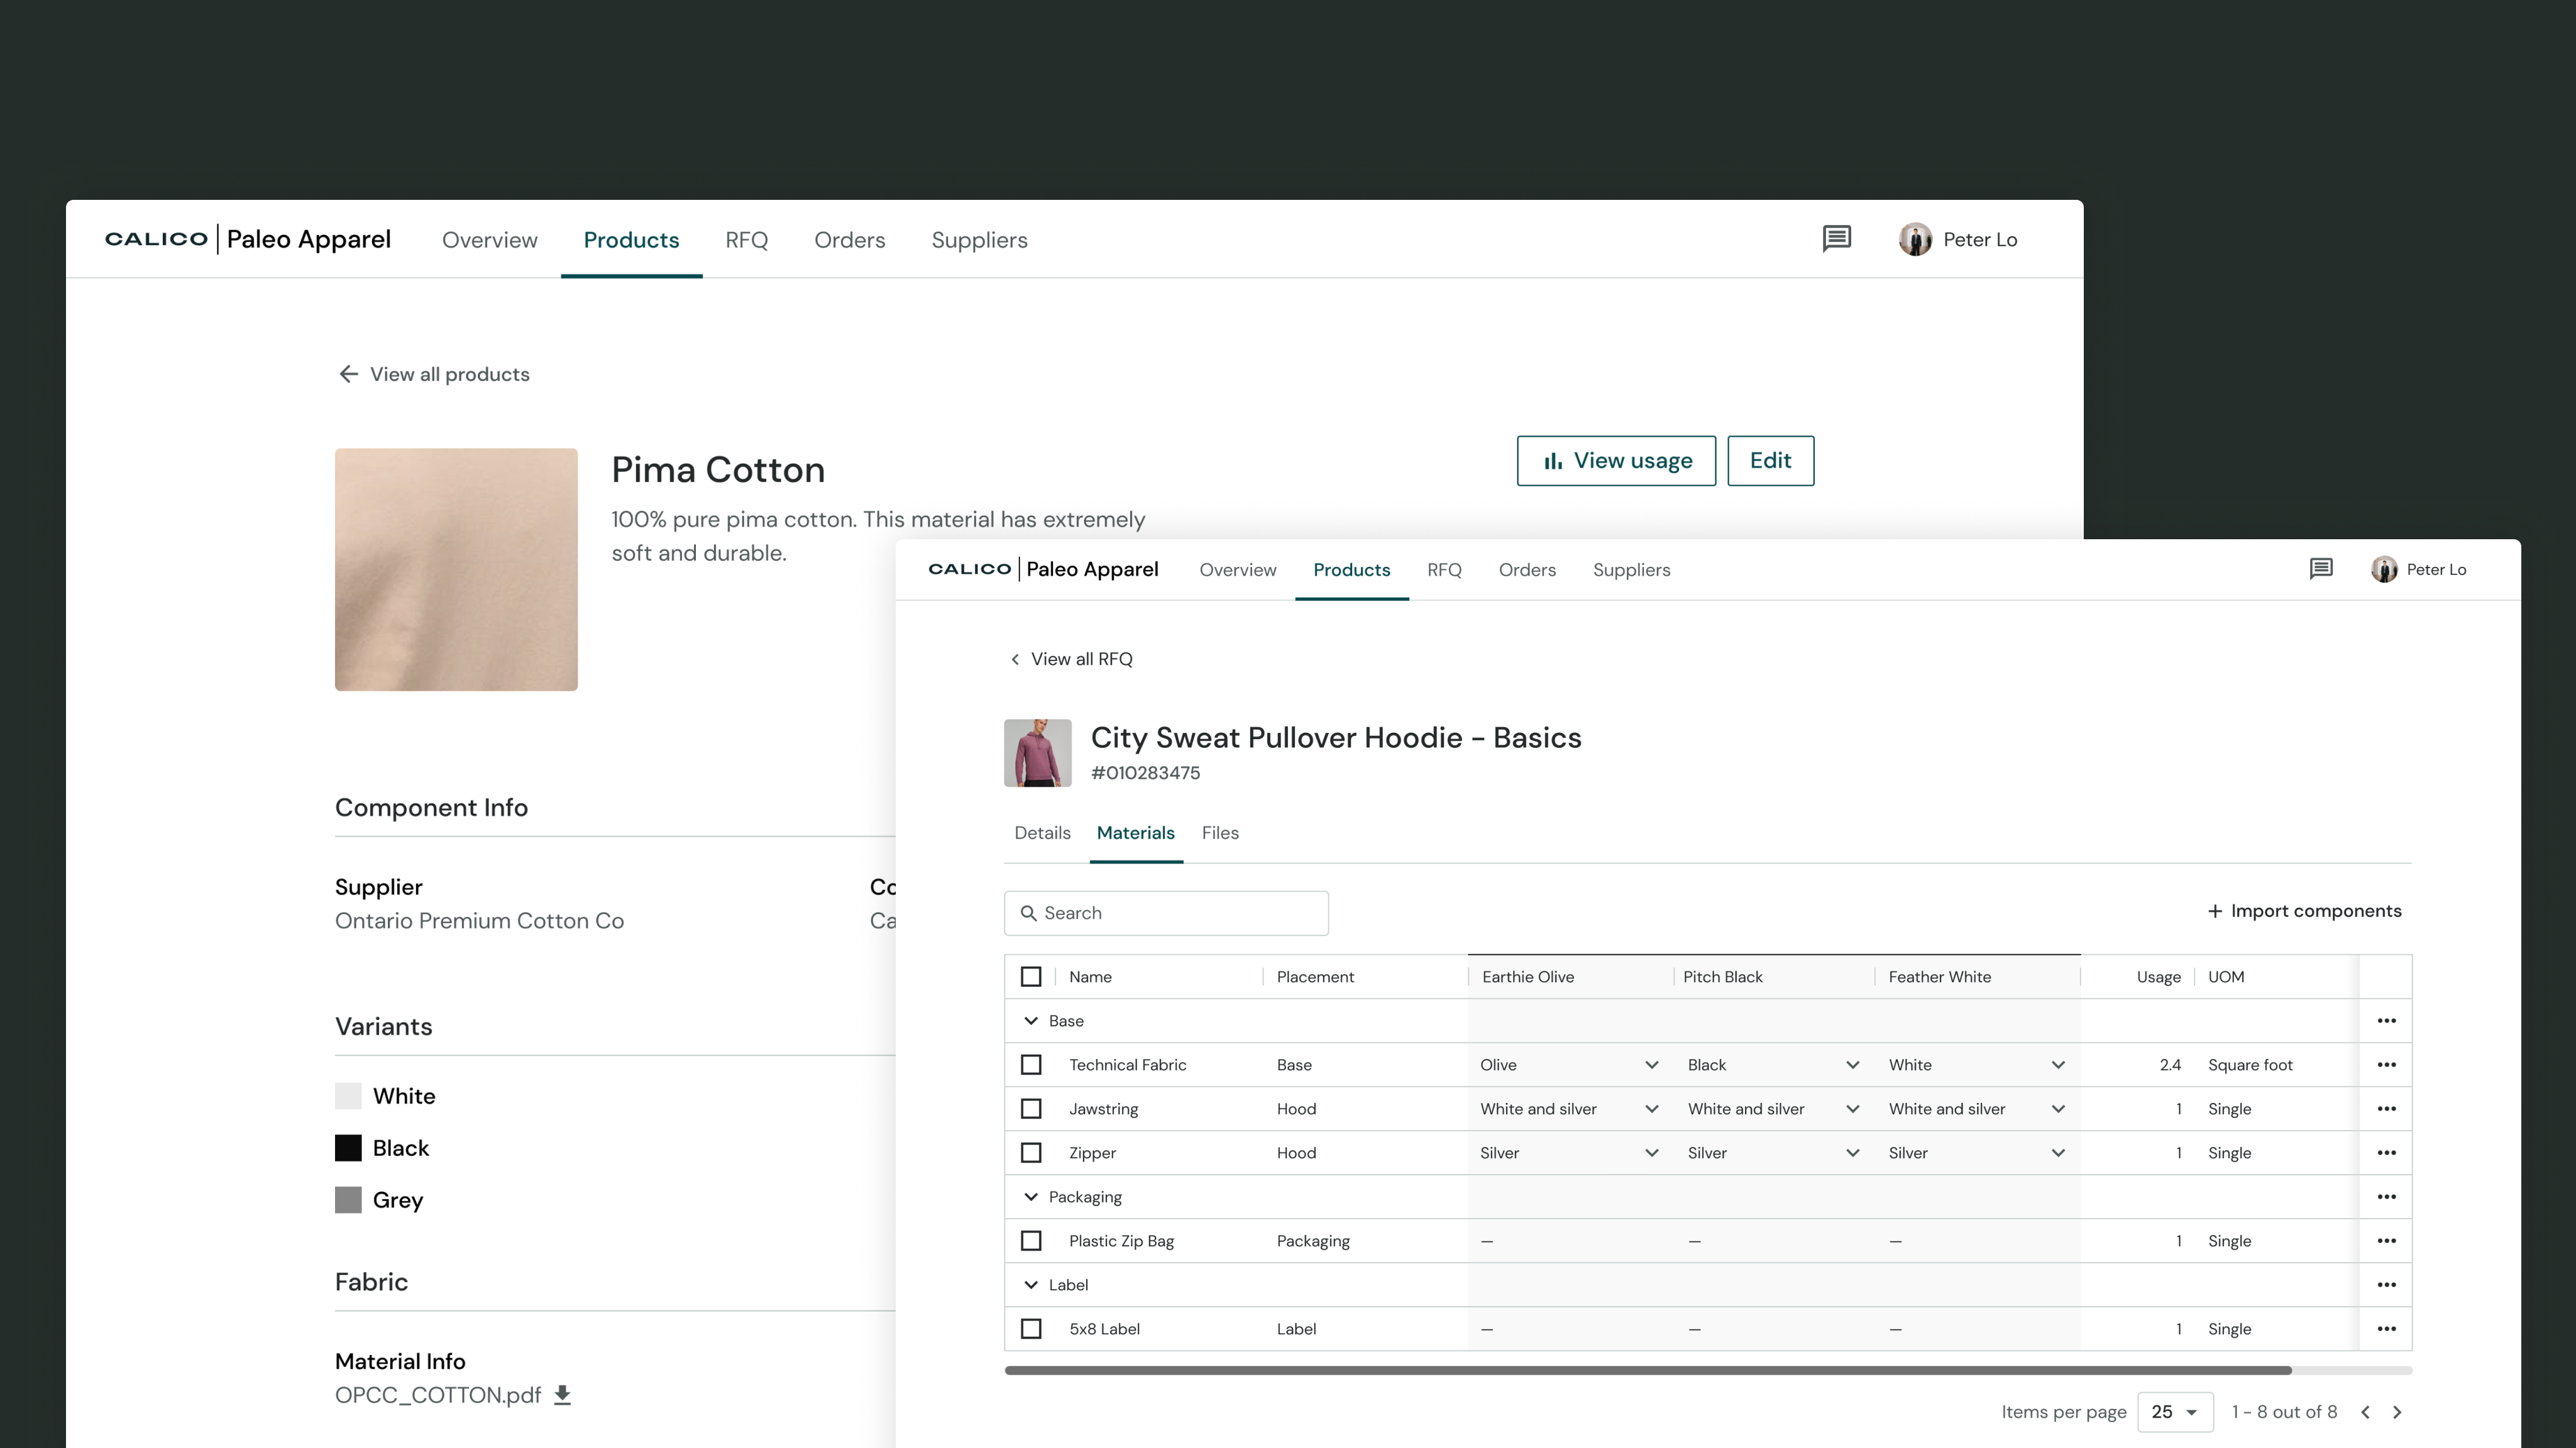 CALICO | Paleo Apparel Overview Products RFQ Orders Suppliers Peter Lo
View all products
Pima Cotton
View usage Edit
100% pure pima cotton. This material has extremely
soft and durable.
Component Info
Supplier
Ontario Premium Cotton Co
Co
Ca
Variants
White
Black
Grey
Fabric
Material Info
OPCC_COTTON.pdf
CALICO | Paleo Apparel Overview Products RFQ Orders Suppliers Peter Lo
View all RFQ
City Sweat Pullover Hoodie - Basics
#010283475
Details Materials Files
Search
+ Import components
Name Placement Earthie Olive Pitch Black Feather White Usage UOM
Base
Technical Fabric Base Olive Black White 2.4 Square foot
Jawstring Hood White and silver White and silver White and silver 1 Single
Zipper Hood Silver Silver Silver 1 Single
Packaging
Plastic Zip Bag Packaging — — — 1 Single
Label
5x8 Label Label — — — 1 Single
Items per page 25 1 - 8 out of 8